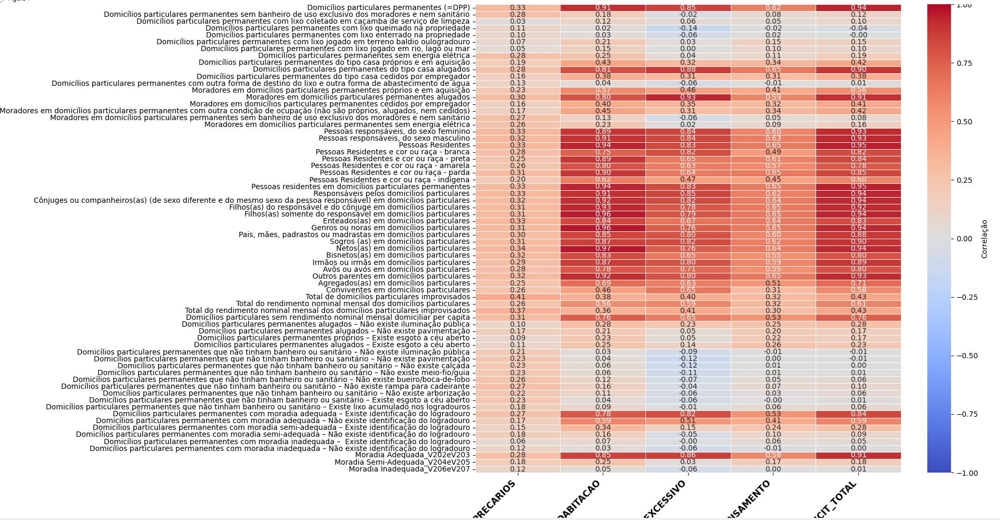 Domicílios particulares permanentes (=DPP) 0.33 0.91 0.85 0.62 0.94
Domicílios particulares permanentes sem banheiro de uso exclusivo dos moradores e nem sanitário 0.28 0.18 -0.02 0.08 0.12
Domicílios particulares permanentes com lixo coletado em caçamba de serviço de limpeza 0.03 0.12 0.06 0.05 0.10
Domicílios particulares permanentes com lixo queimado na propriedade 0.11 0.02 -0.14 -0.02 -0.04
Domicílios particulares permanentes com lixo enterrado na propriedade 0.10 0.03 -0.06 0.02 -0.00
Domicílios particulares permanentes com lixo jogado em terreno baldio oulogradouro 0.07 0.21 0.03 0.15 0.15
Domicílios particulares permanentes com lixo jogado em rio, lago ou mar 0.05 0.15 0.00 0.10 0.10
Domicílios particulares permanentes sem energia elétrica 0.28 0.25 0.04 0.11 0.19
Domicílios particulares permanentes do tipo casa próprios e em aquisição 0.19 0.43 0.32 0.34 0.42
Domicílios particulares permanentes do tipo casa alugados 0.28 0.81 0.88 0.65 0.90
Domicílios particulares permanentes do tipo casa cedidos por empregador 0.16 0.38 0.31 0.31 0.38
Domicílios particulares permanentes com outra forma de destino do lixo e outra forma de abastecimento de água 0.13 0.04 -0.06 -0.01 0.01
Moradores em domicílios particulares permanentes próprios e em aquisição 0.23 0.57 0.46 0.41 0.56
Moradores em domicílios particulares permanentes alugados 0.30 0.80 0.93 0.59 0.91
Moradores em domicílios particulares permanentes cedidos por empregador 0.16 0.40 0.35 0.32 0.41
Moradores em domicílios particulares permanentes com outra condição de ocupação (não são próprios, alugados, nem cedidos) 0.17 0.45 0.31 0.34 0.42
Moradores em domicílios particulares permanentes sem banheiro de uso exclusivo dos moradores e nem sanitário 0.27 0.13 -0.06 0.05 0.08
Moradores em domicílios particulares permanentes sem energia elétrica 0.26 0.23 0.02 0.09 0.16
Pessoas responsáveis, do sexo feminino 0.33 0.89 0.84 0.60 0.93
Pessoas responsáveis, do sexo masculino 0.32 0.91 0.84 0.63 0.93
Pessoas Residentes 0.33 0.94 0.83 0.65 0.95
Pessoas Residentes e cor ou raça - branca 0.28 0.75 0.82 0.49 0.82
Pessoas Residentes e cor ou raça - preta 0.25 0.89 0.65 0.61 0.84
Pessoas Residentes e cor ou raça - amarela 0.26 0.80 0.63 0.57 0.78
Pessoas Residentes e cor ou raça - parda 0.31 0.90 0.64 0.65 0.85
Pessoas Residentes e cor ou raça - indígena 0.20 0.62 0.47 0.45 0.60
Pessoas residentes em domicílios particulares permanentes 0.33 0.94 0.83 0.65 0.95
Responsáveis pelos domicílios particulares 0.33 0.91 0.85 0.62 0.94
Cônjuges ou companheiros(as) (de sexo diferente e do mesmo sexo da pessoa responsável) em domicílios particulares 0.32 0.92 0.82 0.64 0.94
Filhos(as) do responsável e do cônjuge em domicílios particulares 0.31 0.93 0.78 0.65 0.92
Filhos(as) somente do responsável em domicílios particulares 0.31 0.96 0.79 0.65 0.94
Enteados(as) em domicílios particulares 0.33 0.84 0.67 0.64 0.83
Genros ou noras em domicílios particulares 0.31 0.96 0.76 0.65 0.94
Pais, mães, padrastos ou madrastas em domicílios particulares 0.30 0.85 0.80 0.60 0.88
Sogros (as) em domicílios particulares 0.31 0.87 0.82 0.62 0.90
Netos(as) em domicílios particulares 0.34 0.97 0.76 0.64 0.94
Bisnetos(as) em domicílios particulares 0.32 0.83 0.65 0.55 0.80
Irmãos ou irmãs em domicílios particulares 0.29 0.87 0.80 0.59 0.89
Avôs ou avós em domicílios particulares 0.28 0.78 0.71 0.55 0.80
Outros parentes em domicílios particulares 0.32 0.92 0.80 0.65 0.93
Agregados(as) em domicílios particulares 0.25 0.69 0.63 0.51 0.71
Conviventes em domicílios particulares 0.26 0.46 0.65 0.31 0.58
Total de domicílios particulares improvisados 0.41 0.38 0.40 0.32 0.43
Total do rendimento nominal mensal dos domicílios particulares 0.26 0.56 0.59 0.32 0.61
Total do rendimento nominal mensal dos domicílios particulares improvisados 0.37 0.36 0.41 0.30 0.43
Domicílios particulares sem rendimento nominal mensal domiciliar per capita 0.31 0.76 0.65 0.53 0.76
Domicílios particulares permanentes alugados – Não existe iluminação pública 0.10 0.28 0.23 0.25 0.28
Domicílios particulares permanentes alugados – Não existe pavimentação 0.17 0.21 0.05 0.20 0.17
Domicílios particulares permanentes próprios – Existe esgoto a céu aberto 0.09 0.23 0.05 0.22 0.17
Domicílios particulares permanentes alugados – Existe esgoto a céu aberto 0.11 0.25 0.14 0.26 0.23
Domicílios particulares permanentes que não tinham banheiro ou sanitário – Não existe iluminação pública 0.21 0.03 -0.09 -0.01 -0.01
Domicílios particulares permanentes que não tinham banheiro ou sanitário – Não existe pavimentação 0.23 0.04 -0.12 0.00 -0.01
Domicílios particulares permanentes que não tinham banheiro ou sanitário – Não existe calçada 0.23 0.06 -0.12 0.01 0.00
Domicílios particulares permanentes que não tinham banheiro ou sanitário – Não existe meio-fio/guia 0.23 0.06 -0.11 0.01 0.01
Domicílios particulares permanentes que não tinham banheiro ou sanitário – Não existe bueiro/boca-de-lobo 0.26 0.12 -0.07 0.05 0.06
Domicílios particulares permanentes que não tinham banheiro ou sanitário – Não existe rampa para cadeirante 0.27 0.16 -0.04 0.07 0.10
Domicílios particulares permanentes que não tinham banheiro ou sanitário – Não existe arborização 0.22 0.11 -0.06 0.03 0.06
Domicílios particulares permanentes que não tinham banheiro ou sanitário – Existe esgoto a céu aberto 0.23 0.04 -0.06 -0.00 0.01
Domicílios particulares permanentes que não tinham banheiro ou sanitário – Existe lixo acumulado nos logradouros 0.18 0.09 -0.01 0.06 0.06
Domicílios particulares permanentes com moradia adequada – Existe identificação do logradouro 0.27 0.78 0.82 0.53 0.84
Domicílios particulares permanentes com moradia adequada – Não existe identificação do logradouro 0.17 0.59 0.51 0.41 0.59
Domicílios particulares permanentes com moradia semi-adequada – Existe identificação do logradouro 0.15 0.34 0.15 0.24 0.28
Domicílios particulares permanentes com moradia semi-adequada – Não existe identificação do logradouro 0.18 0.16 -0.05 0.10 0.09
Domicílios particulares permanentes com moradia inadequada – Existe identificação do logradouro 0.06 0.07 -0.00 0.06 0.05
Domicílios particulares permanentes com moradia inadequada – Não existe identificação do logradouro 0.12 0.03 -0.06 -0.01 0.00
Moradia Adequada_V202eV203 0.28 0.85 0.86 0.58 0.91
Moradia Semi-Adequada_V204eV205 0.18 0.25 0.03 0.17 0.18
Moradia Inadequada_V206eV207 0.12 0.05 -0.06 0.00 0.01
PRECARIOS
OABITACAO
EXCESSIVO
NSAMENTO
ICIT_TOTAL
1.00
0.75
0.50
0.25
0.00
−0.25
−0.50
−0.75
−1.00
Correlação